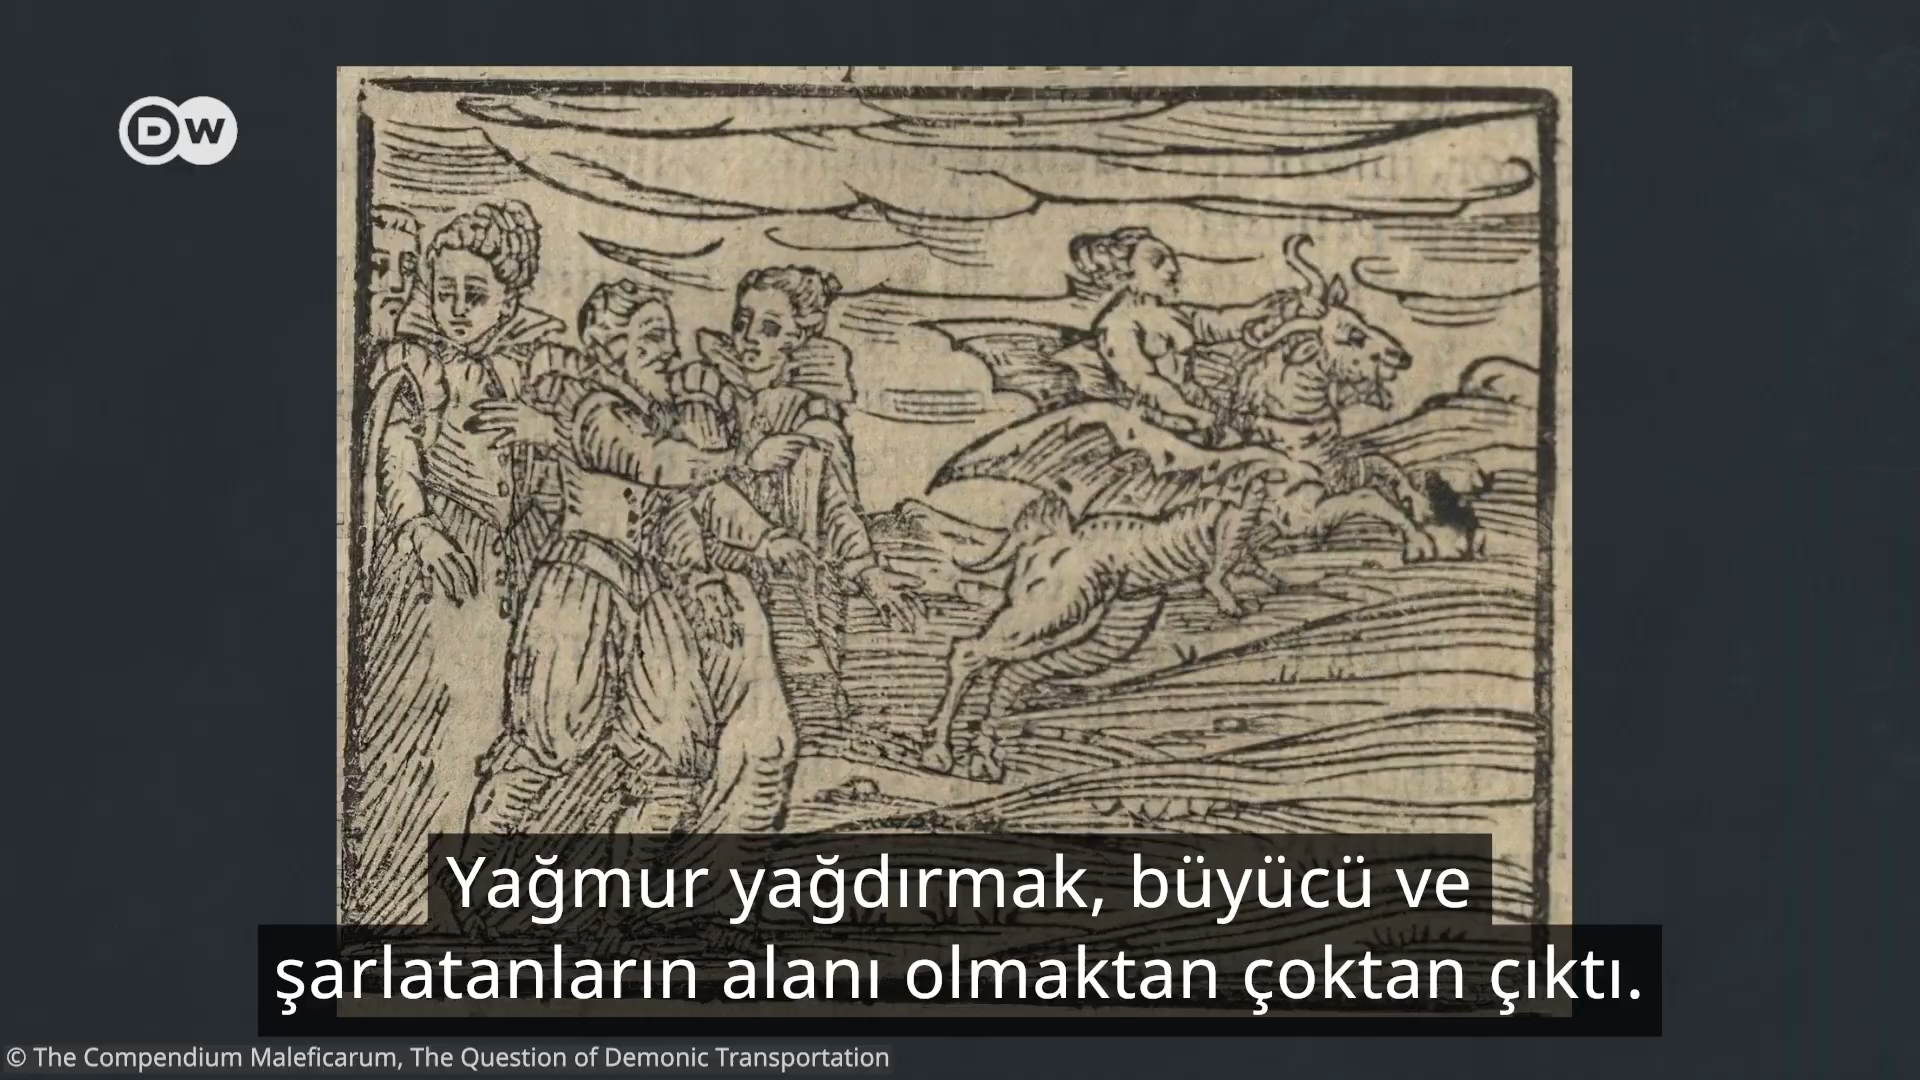 DW
Yağmur yağdırmak, büyücü ve
şarlatanların alanı olmaktan çoktan çıktı.
© The Compendium Maleficarum, The Question of Demonic Transportation